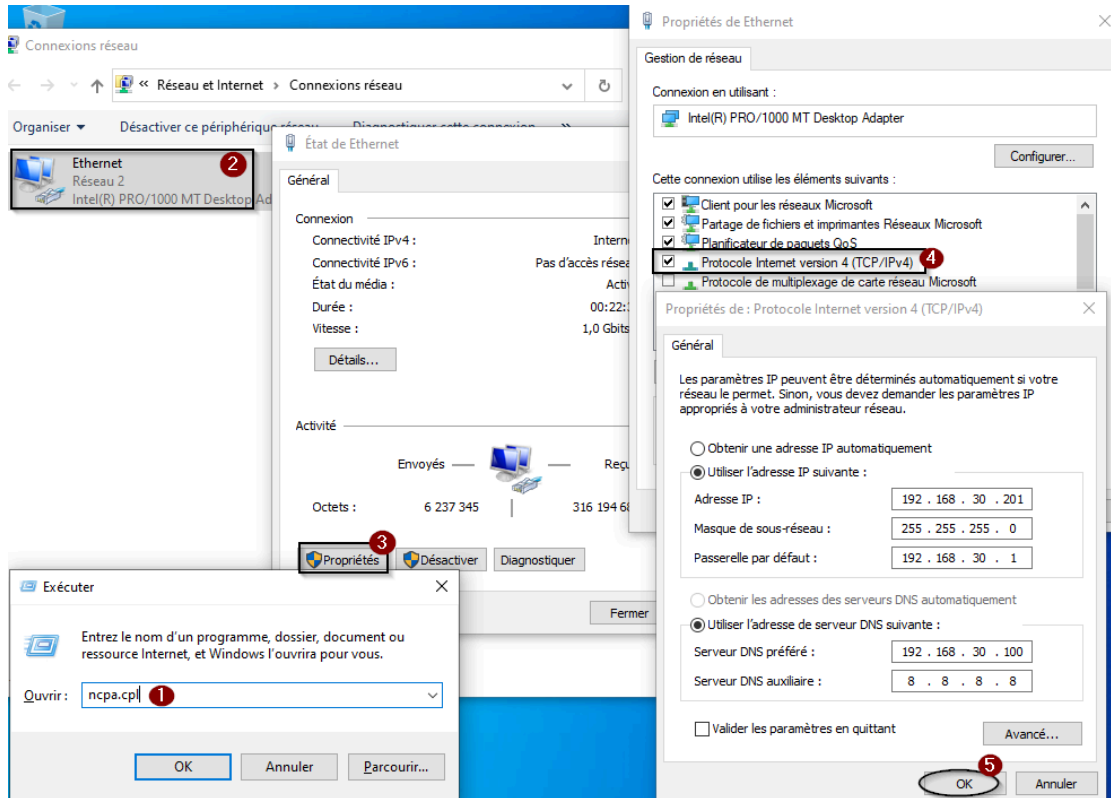 Connexions réseau
« Réseau et Internet > Connexions réseau
Organiser Désactiver ce périphérique
Ethernet
Réseau 2
Intel(R) PRO/1000 MT Desktop Ad
2
État de Ethernet
Général
Connexion
Connectivité IPv4 : Intern
Connectivité IPv6 : Pas d'accès résea
État du média : Acti
Durée : 00:22:
Vitesse : 1,0 Gbits
Détails...
Activité
Envoyés Reçu
Octets : 6 237 345 316 194 6
3
Propriétés Désactiver Diagnostiquer
Fermer
Exécuter
Entrez le nom d'un programme, dossier, document ou
ressource Internet, et Windows l'ouvrira pour vous.
Ouvrir : ncpa.cpl 1
OK Annuler Parcourir...
Propriétés de Ethernet
Gestion de réseau
Connexion en utilisant :
Intel(R) PRO/1000 MT Desktop Adapter
Configurer...
Cette connexion utilise les éléments suivants :
Client pour les réseaux Microsoft
Partage de fichiers et imprimantes Réseaux Microsoft
Planificateur de paquets QoS
Protocole Internet version 4 (TCP/IPv4) 4
Protocole de multiplexage de carte réseau Microsoft
Propriétés de : Protocole Internet version 4 (TCP/IPv4)
Général
Les paramètres IP peuvent être déterminés automatiquement si votre
réseau le permet. Sinon, vous devez demander les paramètres IP
appropriés à votre administrateur réseau.
Obtenir une adresse IP automatiquement
Utiliser l'adresse IP suivante :
Adresse IP : 192 . 168 . 30 . 201
Masque de sous-réseau : 255 . 255 . 255 . 0
Passerelle par défaut : 192 . 168 . 30 . 1
Obtenir les adresses des serveurs DNS automatiquement
Utiliser l'adresse de serveur DNS suivante :
Serveur DNS préféré : 192 . 168 . 30 . 100
Serveur DNS auxiliaire : 8 . 8 . 8 . 8
Valider les paramètres en quittant
Avancé...
5
OK Annuler